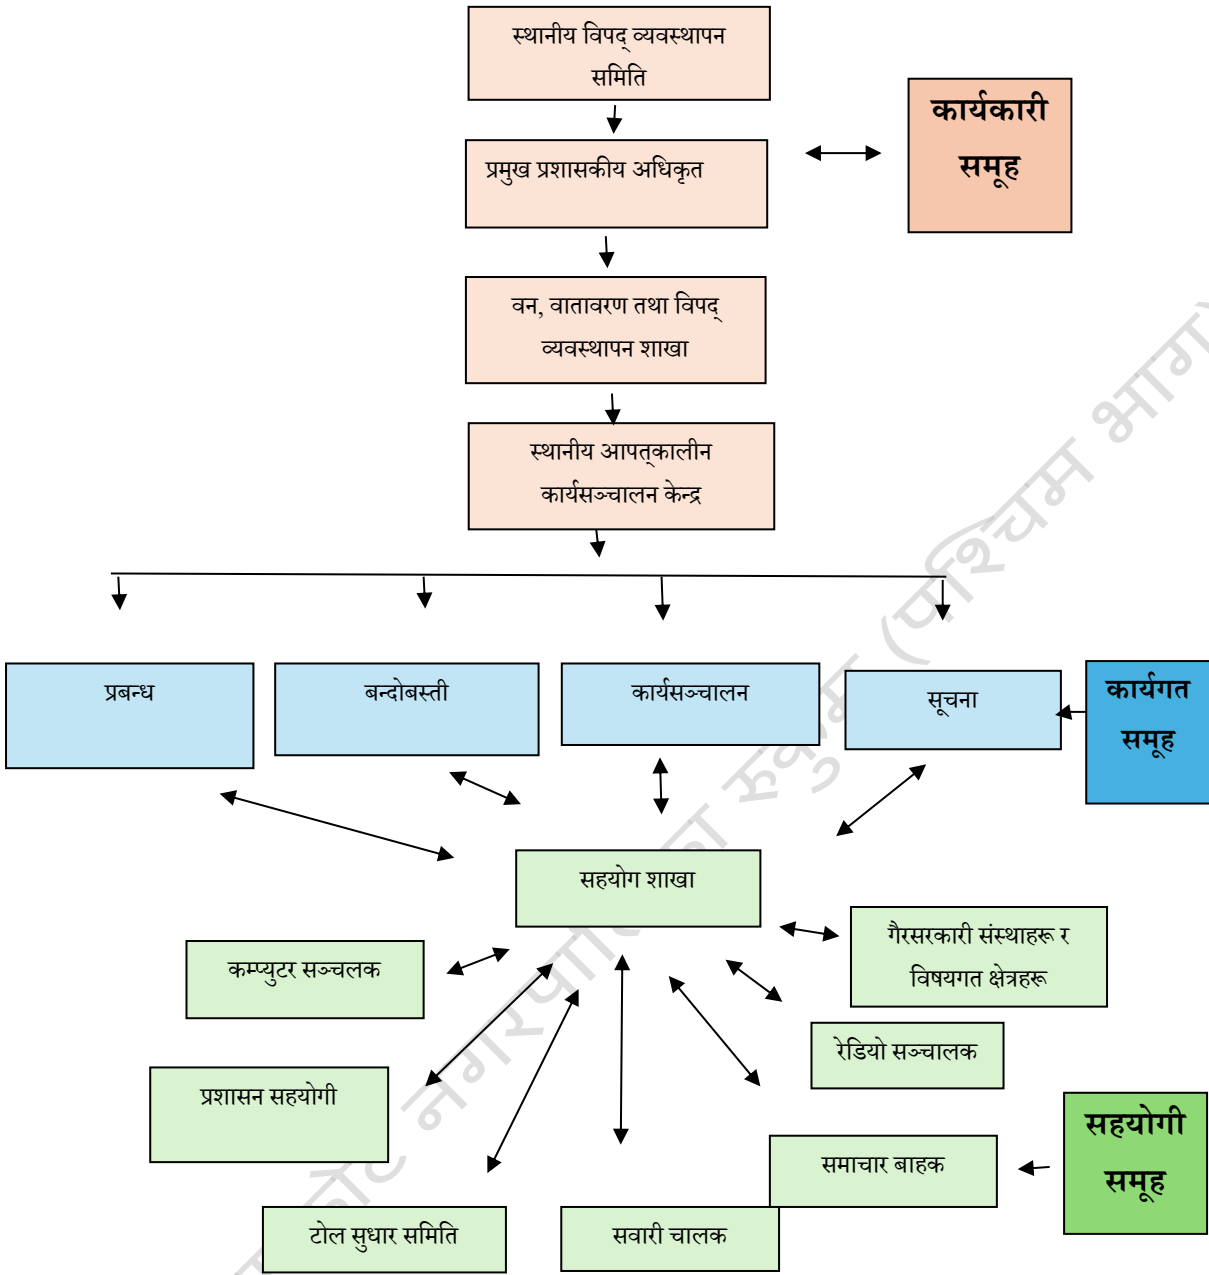 स्थानीय विपद् व्यवस्थापन
समिति
कार्यकारी
समूह
प्रमुख प्रशासकीय अधिकृत
वन, वातावरण तथा विपद्
व्यवस्थापन शाखा
स्थानीय आपत्‌कालीन
कार्यसञ्चालन केन्द्र
प्रबन्ध
बन्दोबस्ती
कार्यसञ्चालन
सूचना
कार्यगत
समूह
सहयोग शाखा
गैरसरकारी संस्थाहरू र
विषयगत क्षेत्रहरू
कम्प्युटर सञ्चलक
रेडियो सञ्चालक
प्रशासन सहयोगी
सहयोगी
समूह
समाचार बाहक
टोल सुधार समिति
सवारी चालक
(पश्चिम